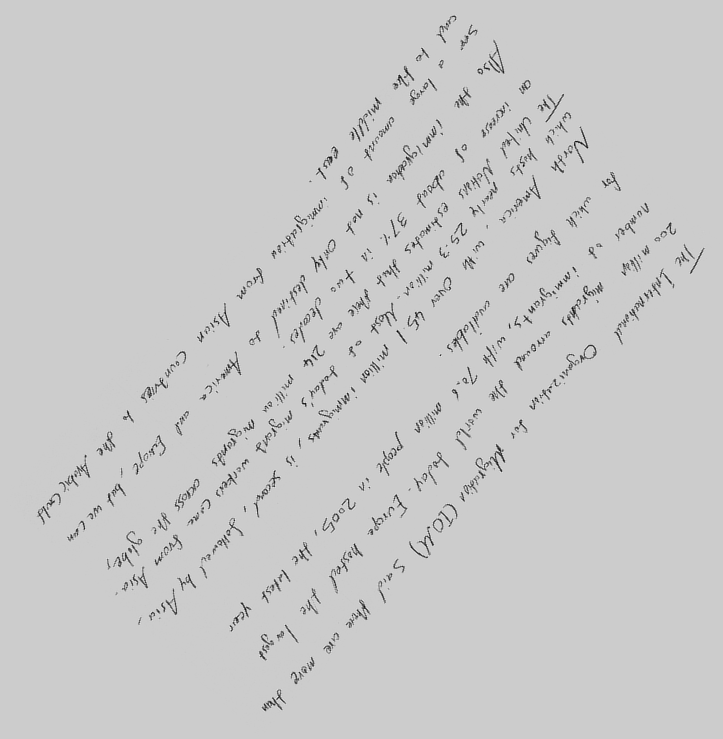 The International Organization for Migration (IOM) said there are more than
200 million migrants around the world today. Europe hosted the largest
number of immigrants, with 70.6 million people in 2005, the latest year
for which figures are available.
North America, with over 45.1 million immigrants, is second, followed by Asia,
which hosts nearly 25.3 million. Most of today's migrant workers come from Asia.
The United Nations estimates that there are 214 million migrants across the globe,
an increase of about 37% in two decades.
Also the immigration is not only destined to America and Europe, but we can
see a large amount of immigration from Asian Countries to the Arabic Gulf
and to the middle east.